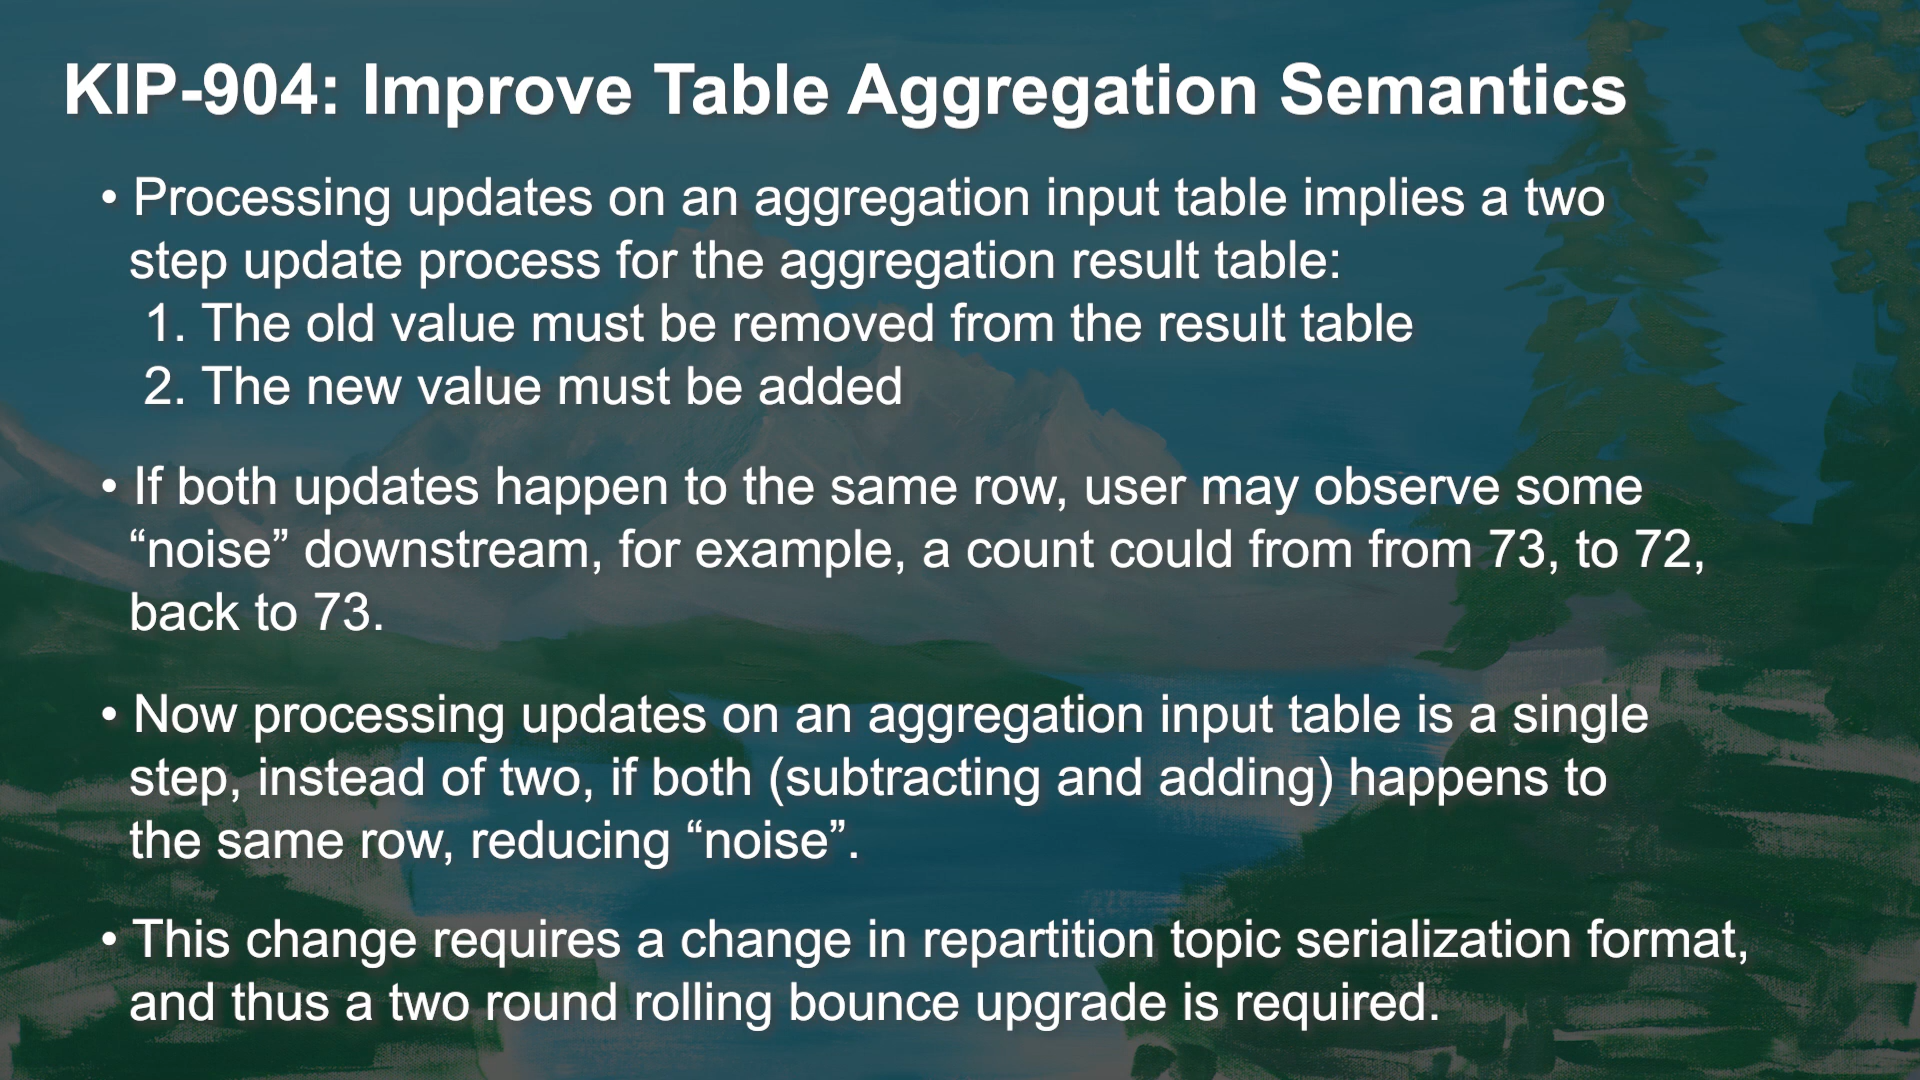 KIP-904: Improve Table Aggregation Semantics
• Processing updates on an aggregation input table implies a two
step update process for the aggregation result table:
1. The old value must be removed from the result table
2. The new value must be added
• If both updates happen to the same row, user may observe some
“noise” downstream, for example, a count could from from 73, to 72,
back to 73.
• Now processing updates on an aggregation input table is a single
step, instead of two, if both (subtracting and adding) happens to
the same row, reducing “noise”.
• This change requires a change in repartition topic serialization format,
and thus a two round rolling bounce upgrade is required.